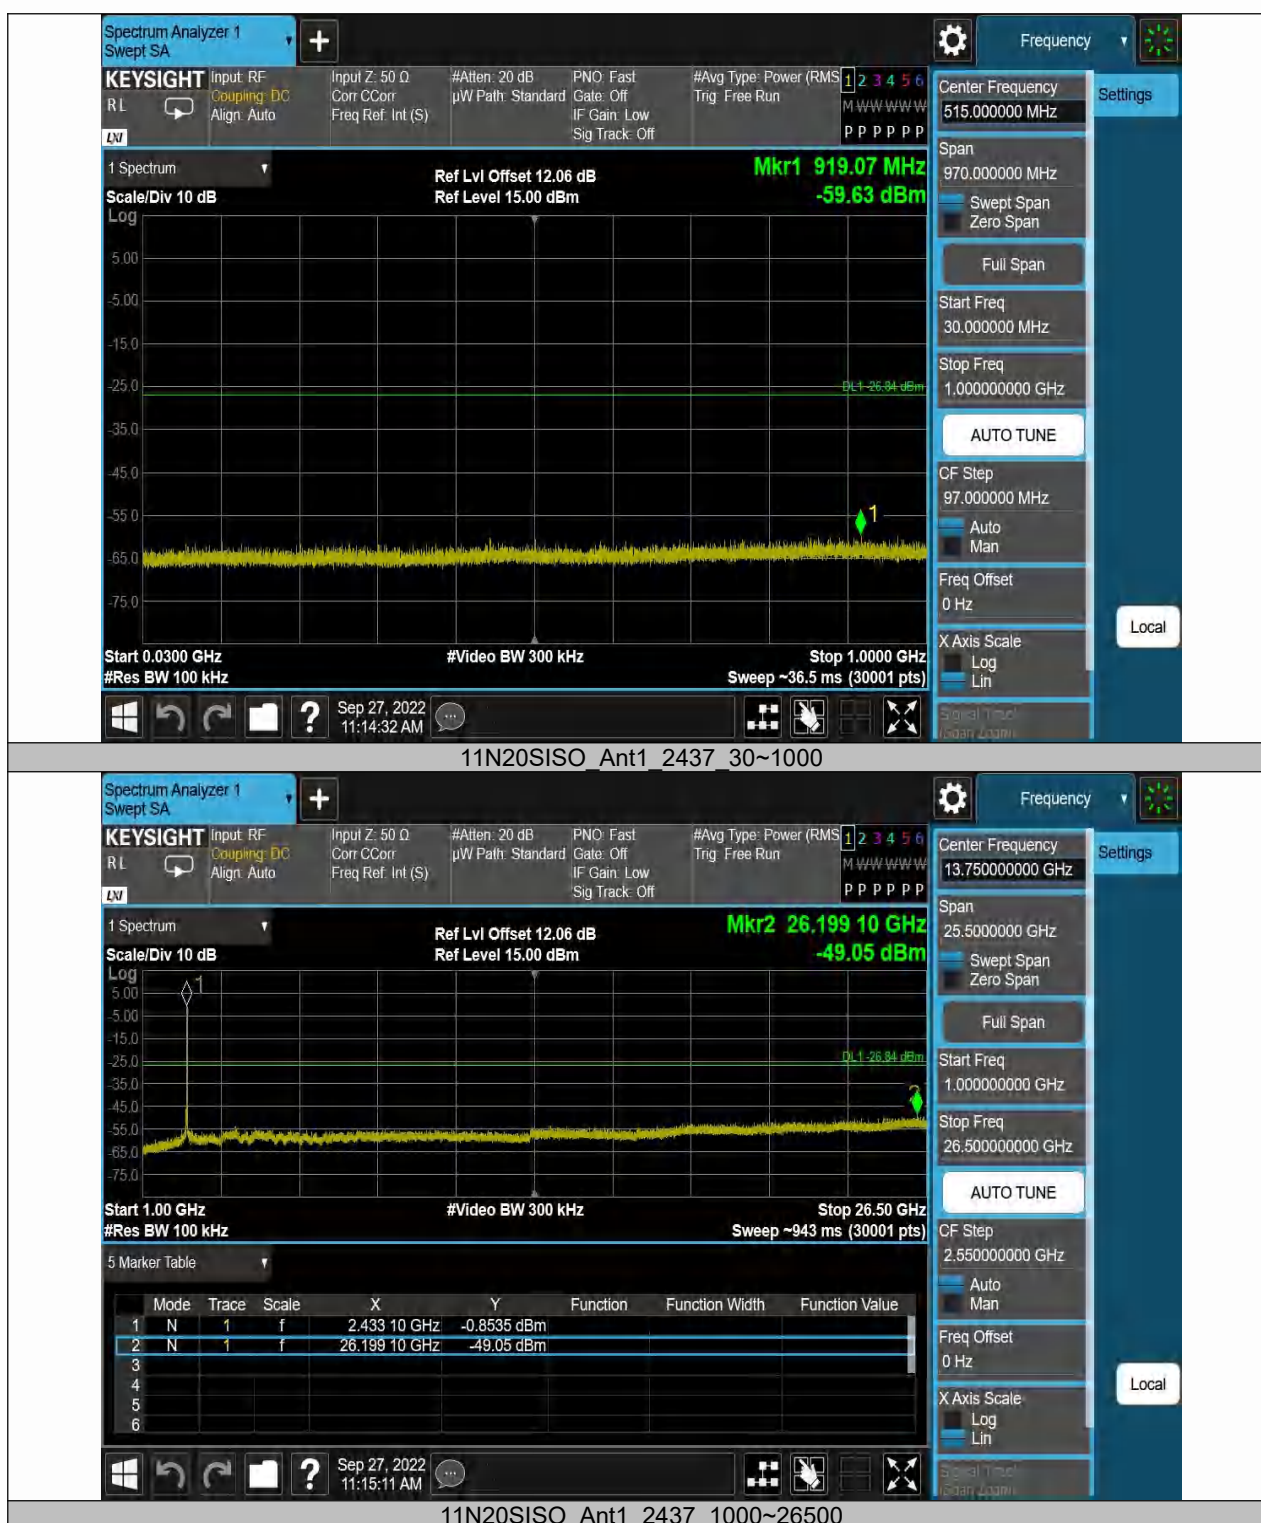 Spectrum Analyzer 1
Swept SA
Frequency
KEYSIGHT
RL
LXI
Input: RF
Coupling: DC
Align: Auto
Input Z: 50 Ω
Corr CCorr
Freq Ref: Int (S)
#Atten: 20 dB
µW Path: Standard
PNO: Fast
Gate: Off
IF Gain: Low
Sig Track: Off
#Avg Type: Power (RMS
Trig: Free Run
1 2 3 4 5 6
M W W W W W
P P P P P P
1 Spectrum
Scale/Div 10 dB
Ref Lvl Offset 12.06 dB
Ref Level 15.00 dBm
Mkr1 919.07 MHz
-59.63 dBm
Log
5.00
-5.00
-15.0
-25.0
DL1 -26.84 dBm
-35.0
-45.0
-55.0
1
-65.0
-75.0
Start 0.0300 GHz
#Res BW 100 kHz
#Video BW 300 kHz
Stop 1.0000 GHz
Sweep ~36.5 ms (30001 pts)
Sep 27, 2022
11:14:32 AM
Center Frequency
515.000000 MHz
Settings
Span
970.000000 MHz
Swept Span
Zero Span
Full Span
Start Freq
30.000000 MHz
Stop Freq
1.000000000 GHz
AUTO TUNE
CF Step
97.000000 MHz
Auto
Man
Freq Offset
0 Hz
X Axis Scale
Log
Lin
Local
Signal Track
(Span Zoom)
11N20SISO_Ant1_2437_30~1000
Spectrum Analyzer 1
Swept SA
Frequency
KEYSIGHT
RL
LXI
Input: RF
Coupling: DC
Align: Auto
Input Z: 50 Ω
Corr CCorr
Freq Ref: Int (S)
#Atten: 20 dB
µW Path: Standard
PNO: Fast
Gate: Off
IF Gain: Low
Sig Track: Off
#Avg Type: Power (RMS
Trig: Free Run
1 2 3 4 5 6
M W W W W W
P P P P P P
1 Spectrum
Scale/Div 10 dB
Ref Lvl Offset 12.06 dB
Ref Level 15.00 dBm
Mkr2 26.199 10 GHz
-49.05 dBm
Log
1
5.00
-5.00
-15.0
-25.0
DL1 -26.84 dBm
-35.0
2
-45.0
-55.0
-65.0
-75.0
Start 1.00 GHz
#Res BW 100 kHz
#Video BW 300 kHz
Stop 26.50 GHz
Sweep ~943 ms (30001 pts)
5 Marker Table
Mode Trace Scale X Y Function Function Width Function Value
1 N 1 f 2.433 10 GHz -0.8535 dBm
2 N 1 f 26.199 10 GHz -49.05 dBm
3
4
5
6
Sep 27, 2022
11:15:11 AM
Center Frequency
13.750000000 GHz
Settings
Span
25.5000000 GHz
Swept Span
Zero Span
Full Span
Start Freq
1.000000000 GHz
Stop Freq
26.500000000 GHz
AUTO TUNE
CF Step
2.550000000 GHz
Auto
Man
Freq Offset
0 Hz
X Axis Scale
Log
Lin
Local
Signal Track
(Span Zoom)
11N20SISO_Ant1_2437_1000~26500